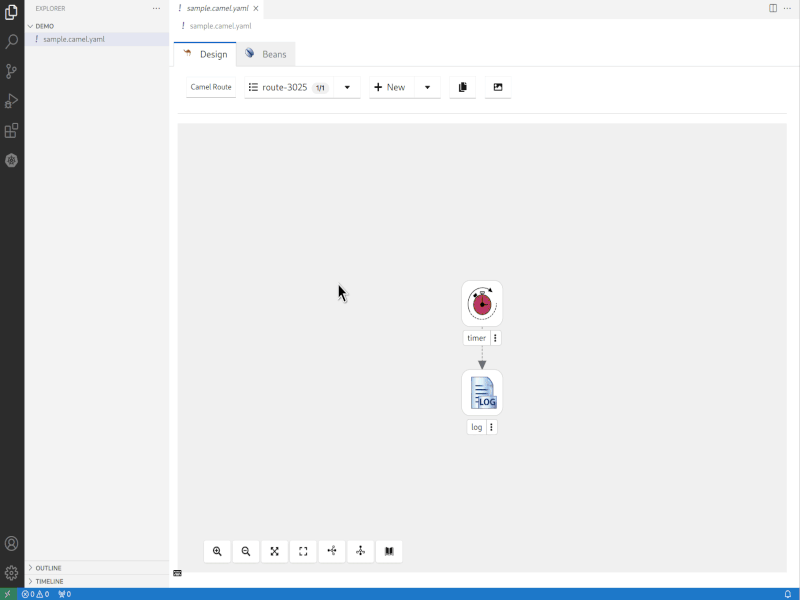 EXPLORER
DEMO
! sample.camel.yaml
OUTLINE
TIMELINE
! sample.camel.yaml
! sample.camel.yaml
Design
Beans
Camel Route
route-3025 1/1
New
timer
LOG
log
0 0 0